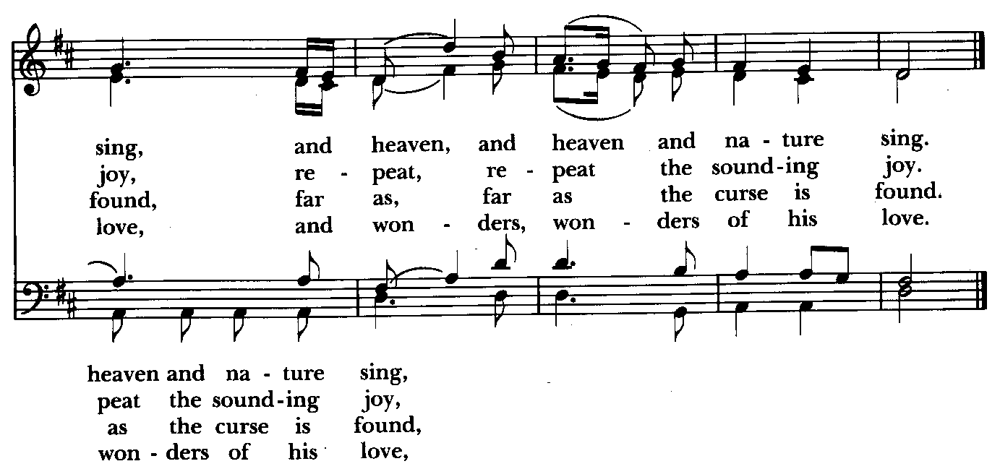 sing, and heaven, and heaven and na - ture sing.
joy, re - peat, re - peat the sound-ing joy.
found, far as, far as the curse is found.
love, and won - ders, won - ders of his love.
heaven and na - ture sing,
peat the sound-ing joy,
as the curse is found,
won - ders of his love,